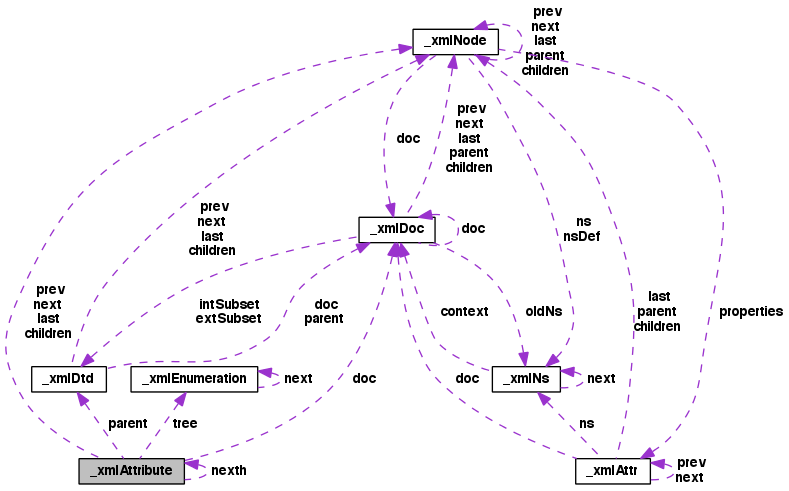 _xmlNode
prev
next
last
parent
children
doc
prev
next
last
parent
children
prev
next
last
children
_xmlDoc
doc
ns
nsDef
prev
next
last
children
intSubset
extSubset
doc
parent
context
oldNs
last
parent
children
properties
_xmlDtd
_xmlEnumeration
next
doc
doc
_xmlNs
next
parent
tree
ns
_xmlAttribute
nexth
_xmlAttr
prev
next